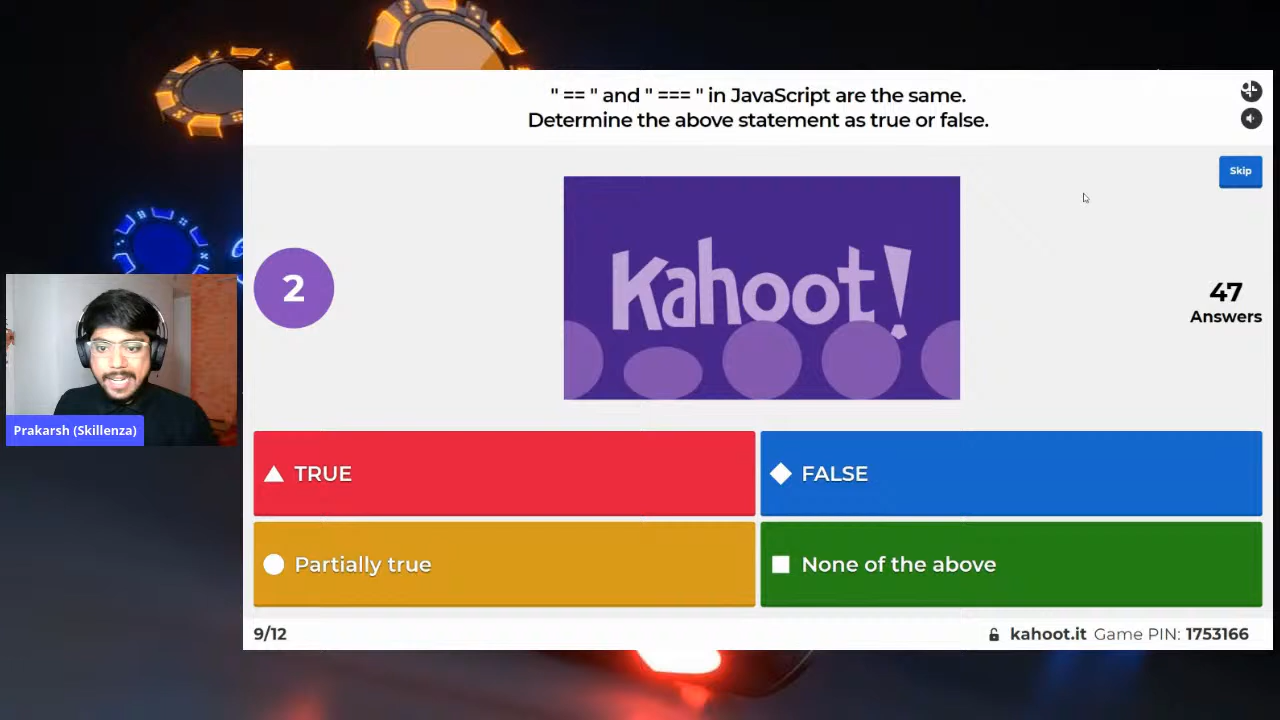 " == " and " === " in JavaScript are the same.
Determine the above statement as true or false.
Skip
2
Kahoot!
47
Answers
Prakarsh (Skillenza)
TRUE
FALSE
Partially true
None of the above
9/12
kahoot.it Game PIN: 1753166